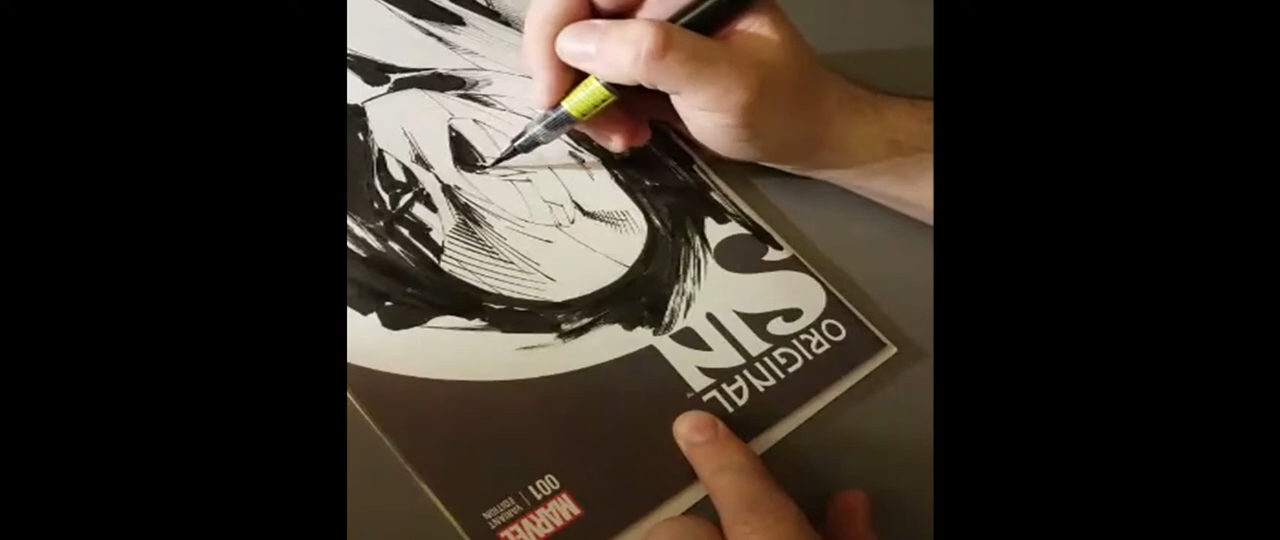 ORIGINAL
SIN
MARVEL
001
VARIANT
EDITION